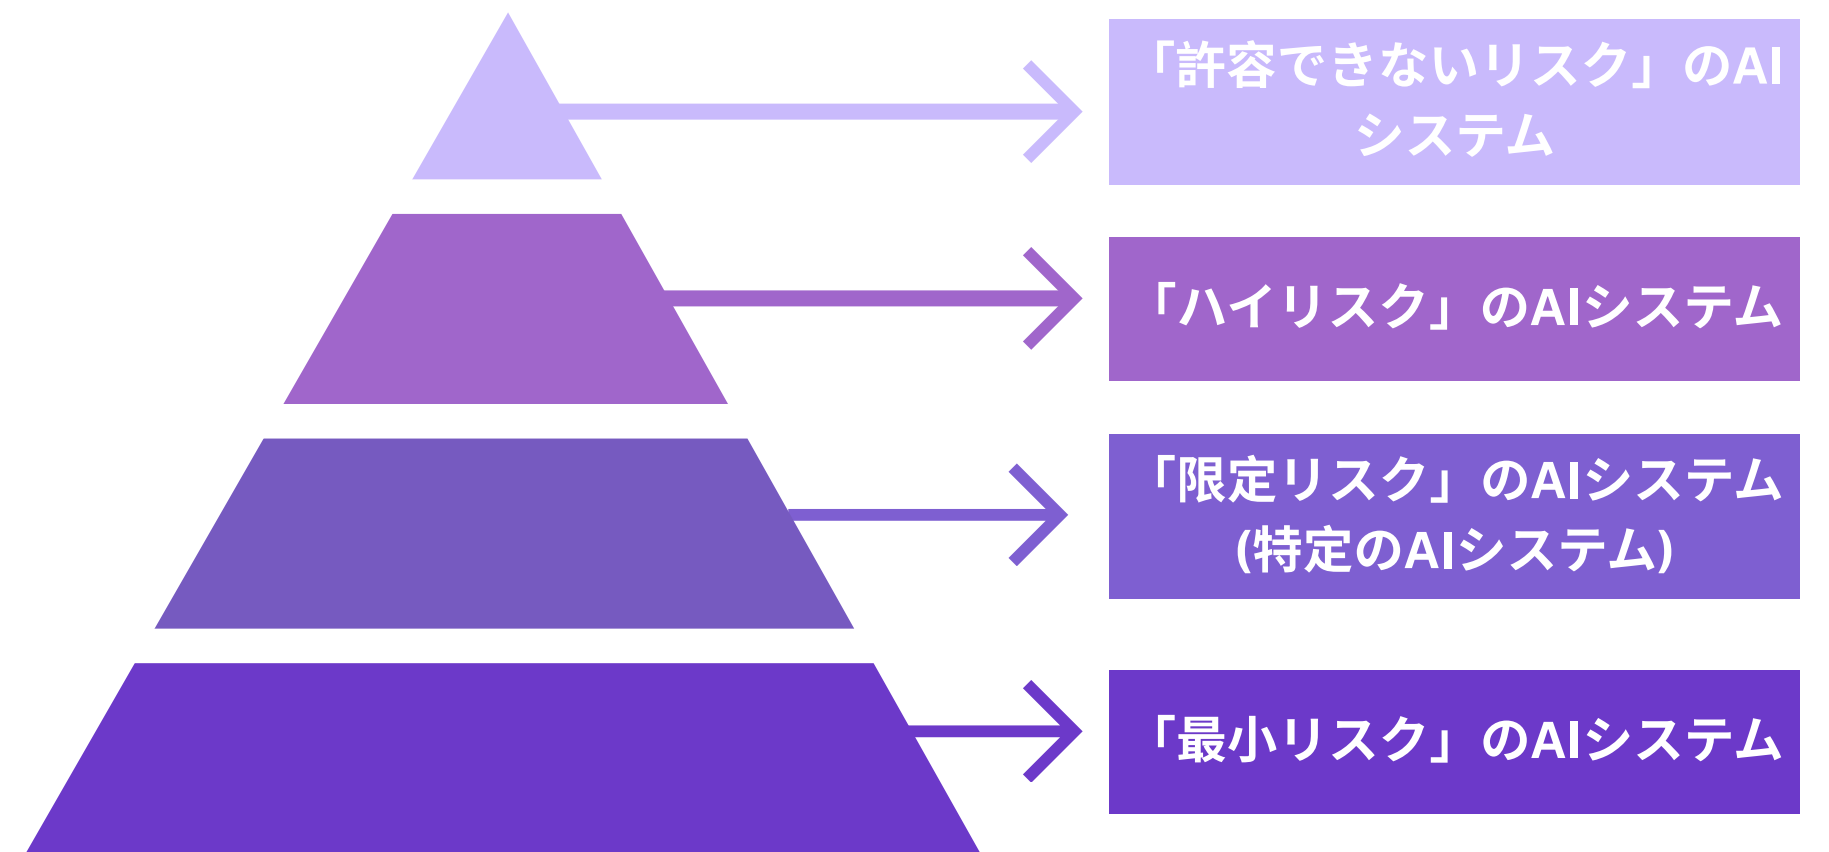 「許容できないリスク」のAI
システム
「ハイリスク」のAIシステム
「限定リスク」のAIシステム
(特定のAIシステム)
「最小リスク」のAIシステム